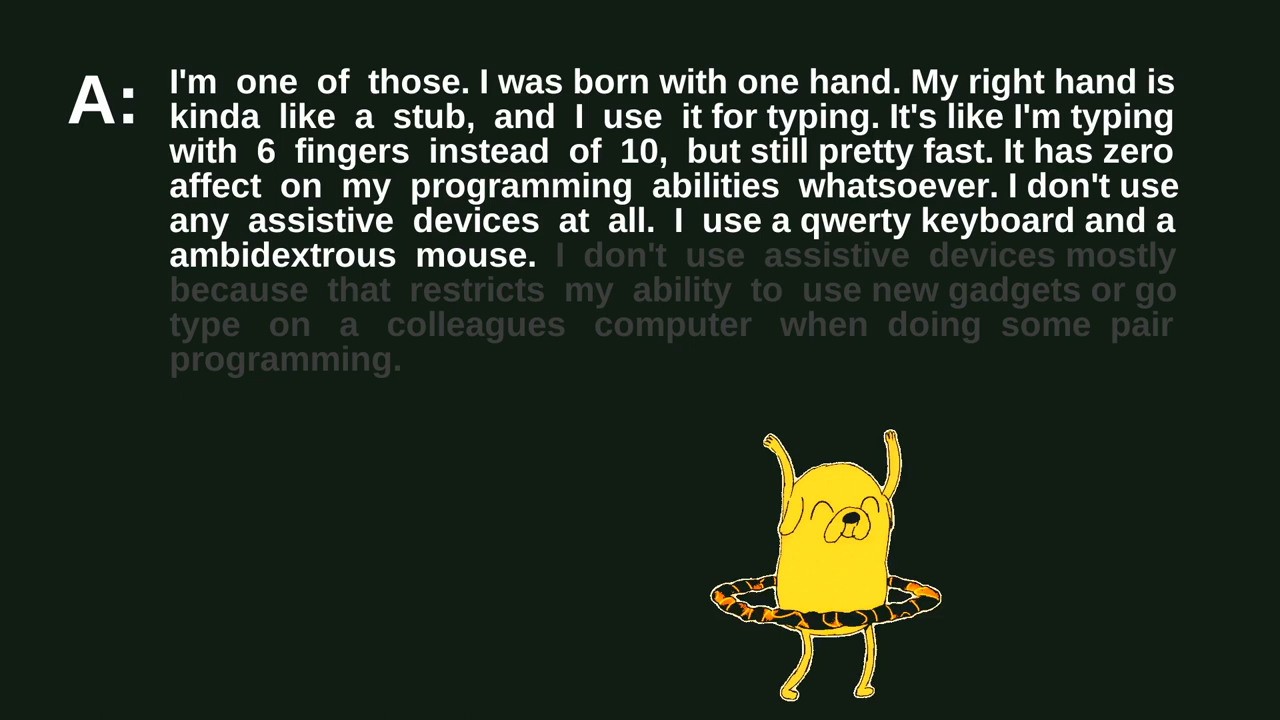 A: I'm one of those. I was born with one hand. My right hand is
kinda like a stub, and I use it for typing. It's like I'm typing
with 6 fingers instead of 10, but still pretty fast. It has zero
affect on my programming abilities whatsoever. I don't use
any assistive devices at all. I use a qwerty keyboard and a
ambidextrous mouse. I don't use assistive devices mostly
because that restricts my ability to use new gadgets or go
type on a colleagues computer when doing some pair
programming.